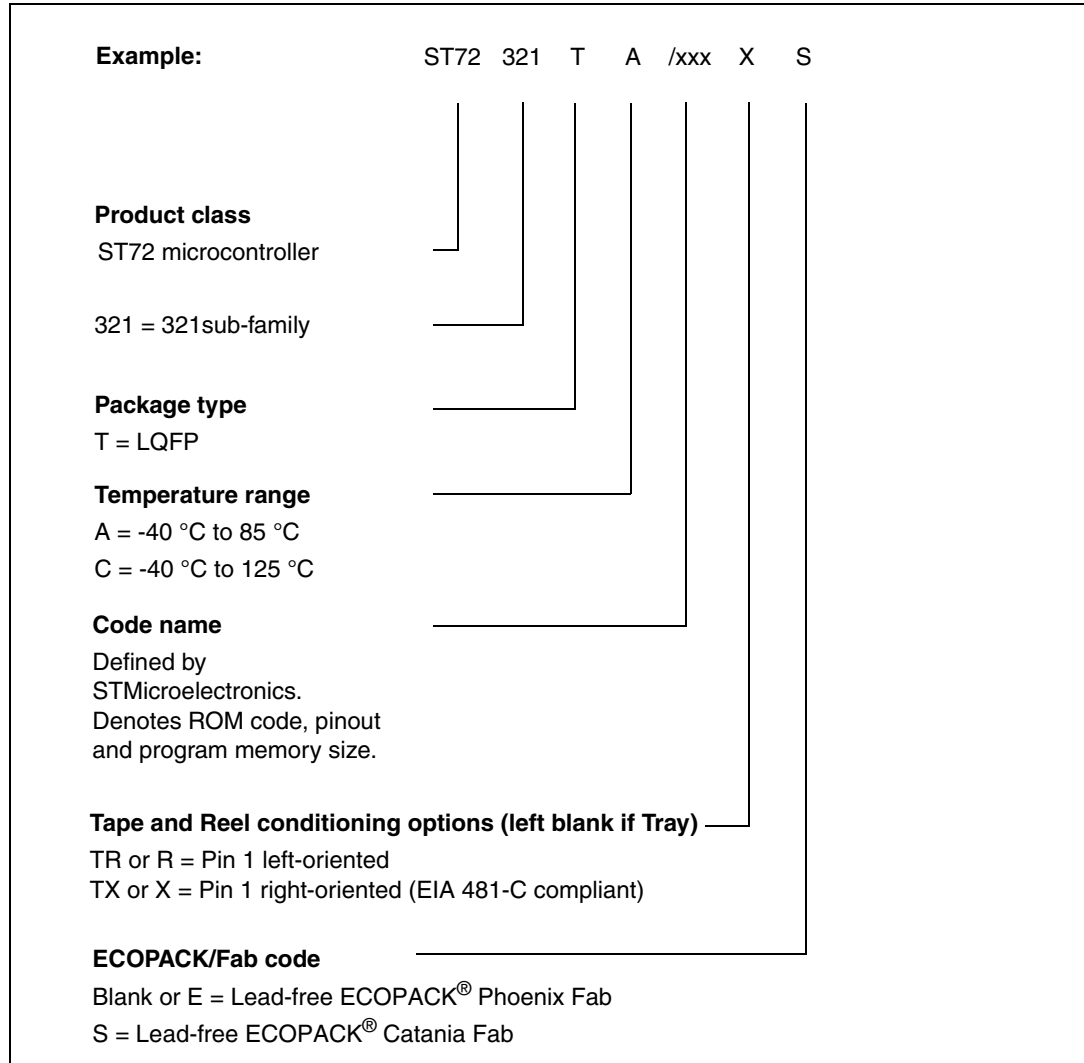 Example: ST72 321 T A /xxx X S
Product class
ST72 microcontroller
321 = 321sub-family
Package type
T = LQFP
Temperature range
A = -40 °C to 85 °C
C = -40 °C to 125 °C
Code name
Defined by
STMicroelectronics.
Denotes ROM code, pinout
and program memory size.
Tape and Reel conditioning options (left blank if Tray)
TR or R = Pin 1 left-oriented
TX or X = Pin 1 right-oriented (EIA 481-C compliant)
ECOPACK/Fab code
Blank or E = Lead-free ECOPACK® Phoenix Fab
S = Lead-free ECOPACK® Catania Fab